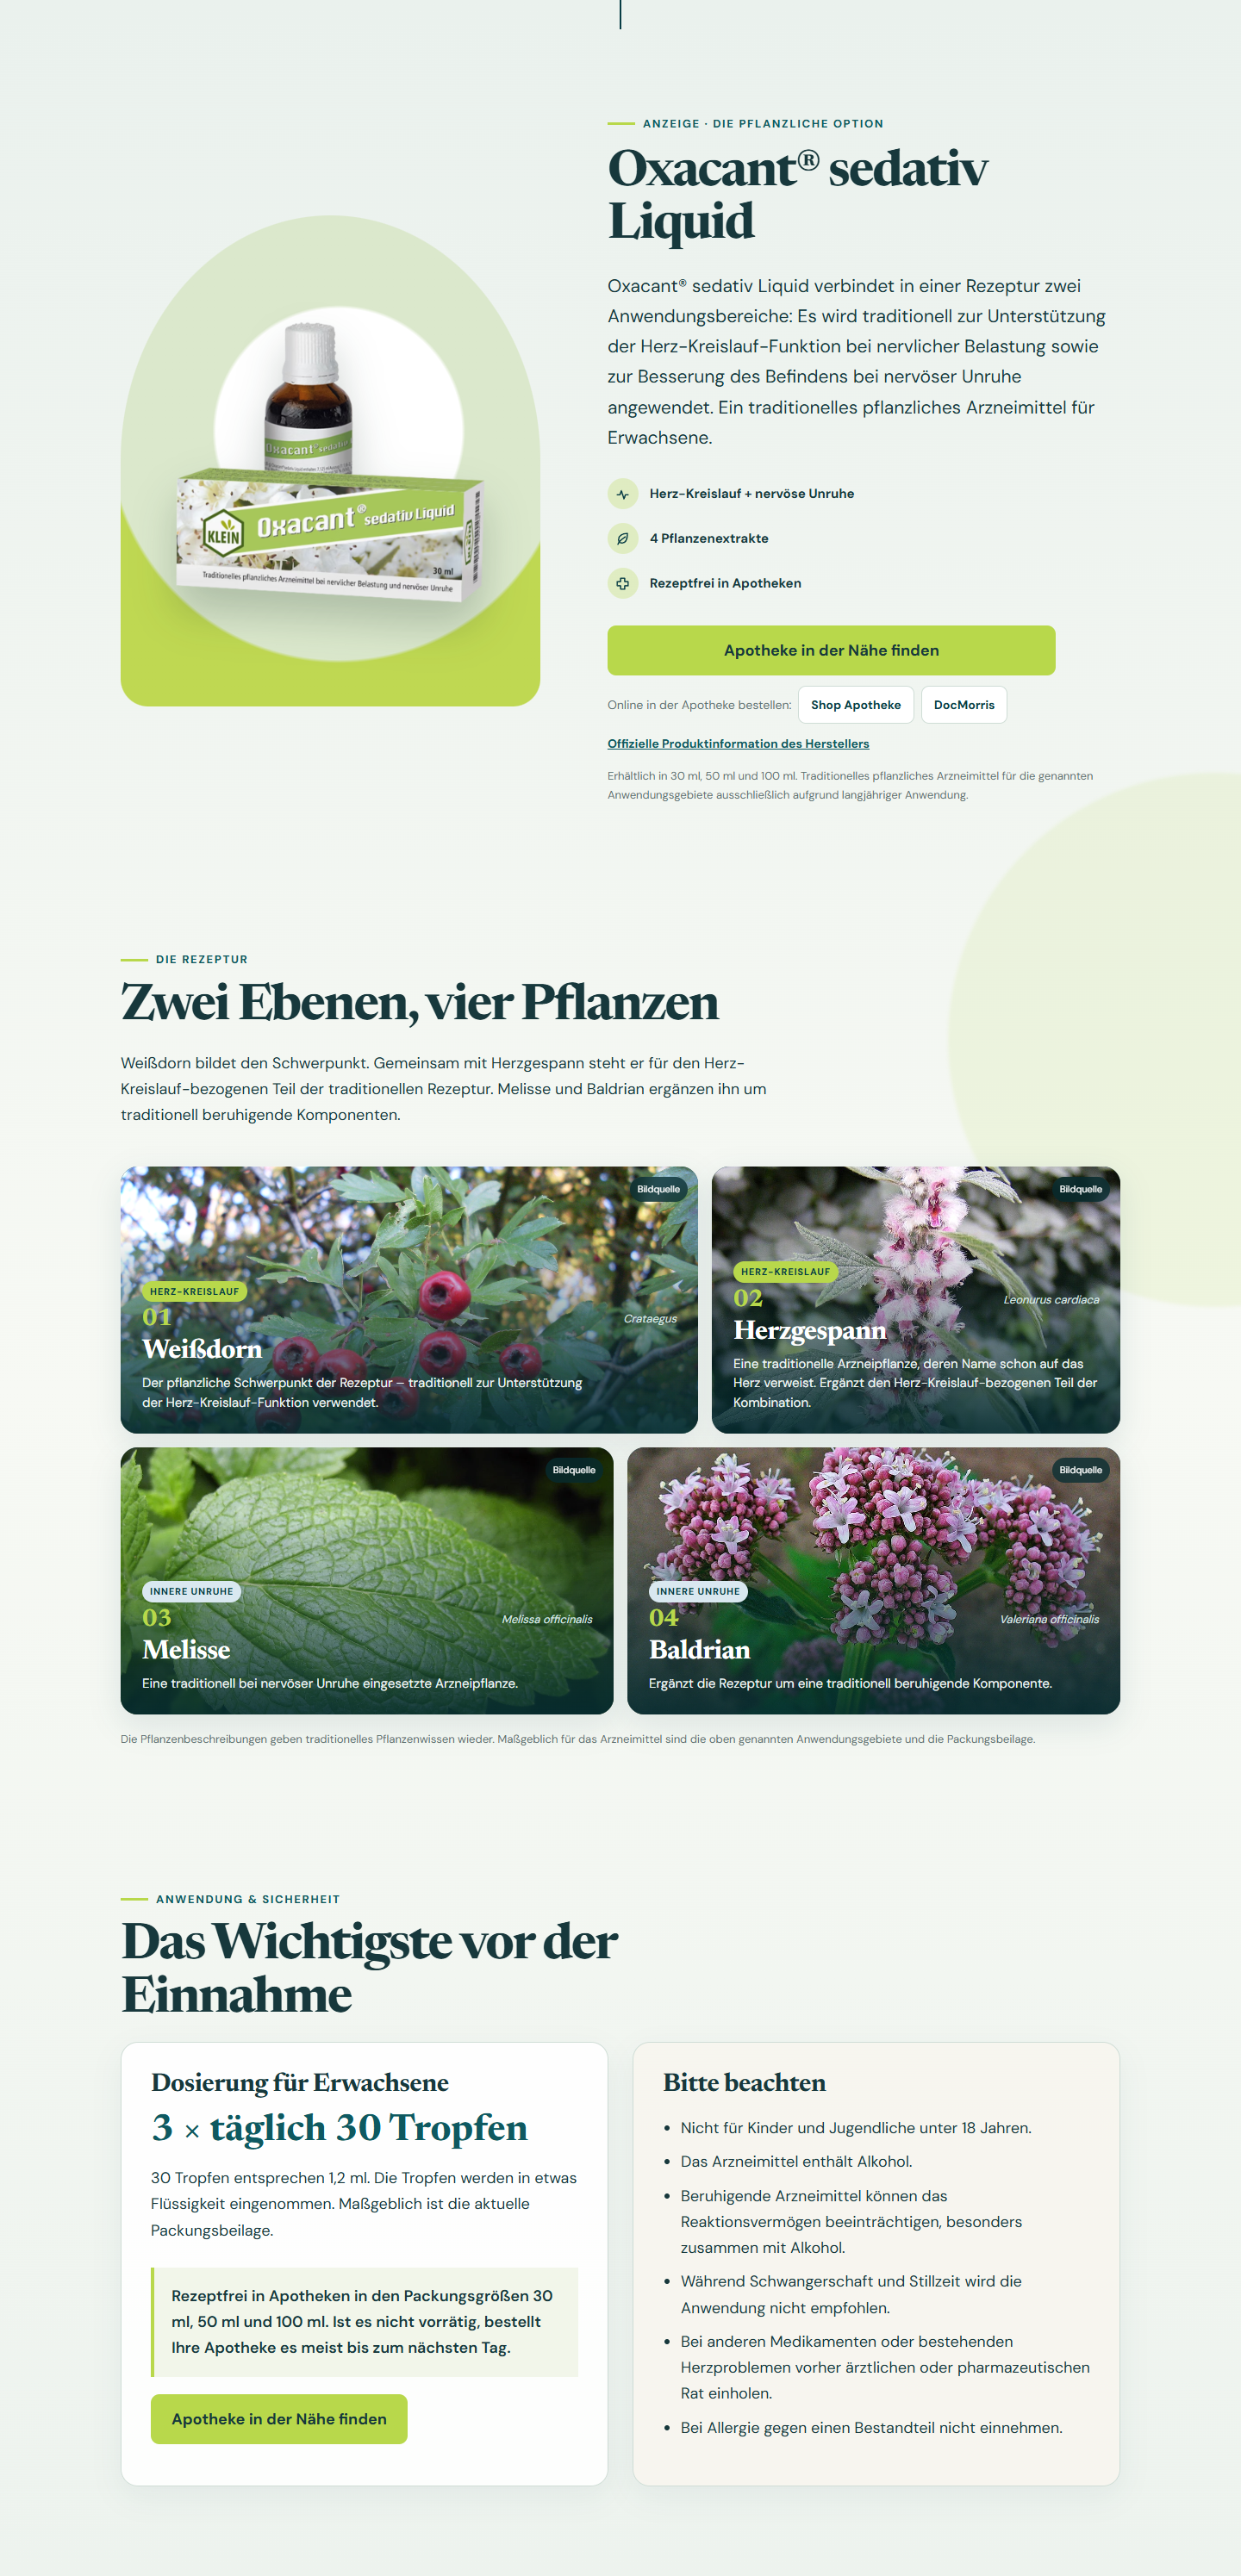 ANZEIGE · DIE PFLANZLICHE OPTION
Oxacant® sedativ
Liquid
Oxacant® sedativ Liquid verbindet in einer Rezeptur zwei
Anwendungsbereiche: Es wird traditionell zur Unterstützung
der Herz-Kreislauf-Funktion bei nervlicher Belastung sowie
zur Besserung des Befindens bei nervöser Unruhe
angewendet. Ein traditionelles pflanzliches Arzneimittel für
Erwachsene.
Oxacant® sedativ
KLEIN
Oxacant® sedativ Liquid
30 ml
Traditionelles pflanzliches Arzneimittel bei nervlicher Belastung und nervöser Unruhe
Herz-Kreislauf + nervöse Unruhe
4 Pflanzenextrakte
Rezeptfrei in Apotheken
Apotheke in der Nähe finden
Online in der Apotheke bestellen: Shop Apotheke DocMorris
Offizielle Produktinformation des Herstellers
Erhältlich in 30 ml, 50 ml und 100 ml. Traditionelles pflanzliches Arzneimittel für die genannten
Anwendungsgebiete ausschließlich aufgrund langjähriger Anwendung.
DIE REZEPTUR
Zwei Ebenen, vier Pflanzen
Weißdorn bildet den Schwerpunkt. Gemeinsam mit Herzgespann steht er für den Herz-
Kreislauf-bezogenen Teil der traditionellen Rezeptur. Melisse und Baldrian ergänzen ihn um
traditionell beruhigende Komponenten.
Bildquelle
HERZ-KREISLAUF
01
Crataegus
Weißdorn
Der pflanzliche Schwerpunkt der Rezeptur – traditionell zur Unterstützung
der Herz-Kreislauf-Funktion verwendet.
Bildquelle
HERZ-KREISLAUF
02
Leonurus cardiaca
Herzgespann
Eine traditionelle Arzneipflanze, deren Name schon auf das
Herz verweist. Ergänzt den Herz-Kreislauf-bezogenen Teil der
Kombination.
Bildquelle
INNERE UNRUHE
03
Melissa officinalis
Melisse
Eine traditionell bei nervöser Unruhe eingesetzte Arzneipflanze.
Bildquelle
INNERE UNRUHE
04
Valeriana officinalis
Baldrian
Ergänzt die Rezeptur um eine traditionell beruhigende Komponente.
Die Pflanzenbeschreibungen geben traditionelles Pflanzenwissen wieder. Maßgeblich für das Arzneimittel sind die oben genannten Anwendungsgebiete und die Packungsbeilage.
ANWENDUNG & SICHERHEIT
Das Wichtigste vor der
Einnahme
Dosierung für Erwachsene
3 × täglich 30 Tropfen
30 Tropfen entsprechen 1,2 ml. Die Tropfen werden in etwas
Flüssigkeit eingenommen. Maßgeblich ist die aktuelle
Packungsbeilage.
Rezeptfrei in Apotheken in den Packungsgrößen 30
ml, 50 ml und 100 ml. Ist es nicht vorrätig, bestellt
Ihre Apotheke es meist bis zum nächsten Tag.
Apotheke in der Nähe finden
Bitte beachten
• Nicht für Kinder und Jugendliche unter 18 Jahren.
• Das Arzneimittel enthält Alkohol.
• Beruhigende Arzneimittel können das
Reaktionsvermögen beeinträchtigen, besonders
zusammen mit Alkohol.
• Während Schwangerschaft und Stillzeit wird die
Anwendung nicht empfohlen.
• Bei anderen Medikamenten oder bestehenden
Herzproblemen vorher ärztlichen oder pharmazeutischen
Rat einholen.
• Bei Allergie gegen einen Bestandteil nicht einnehmen.